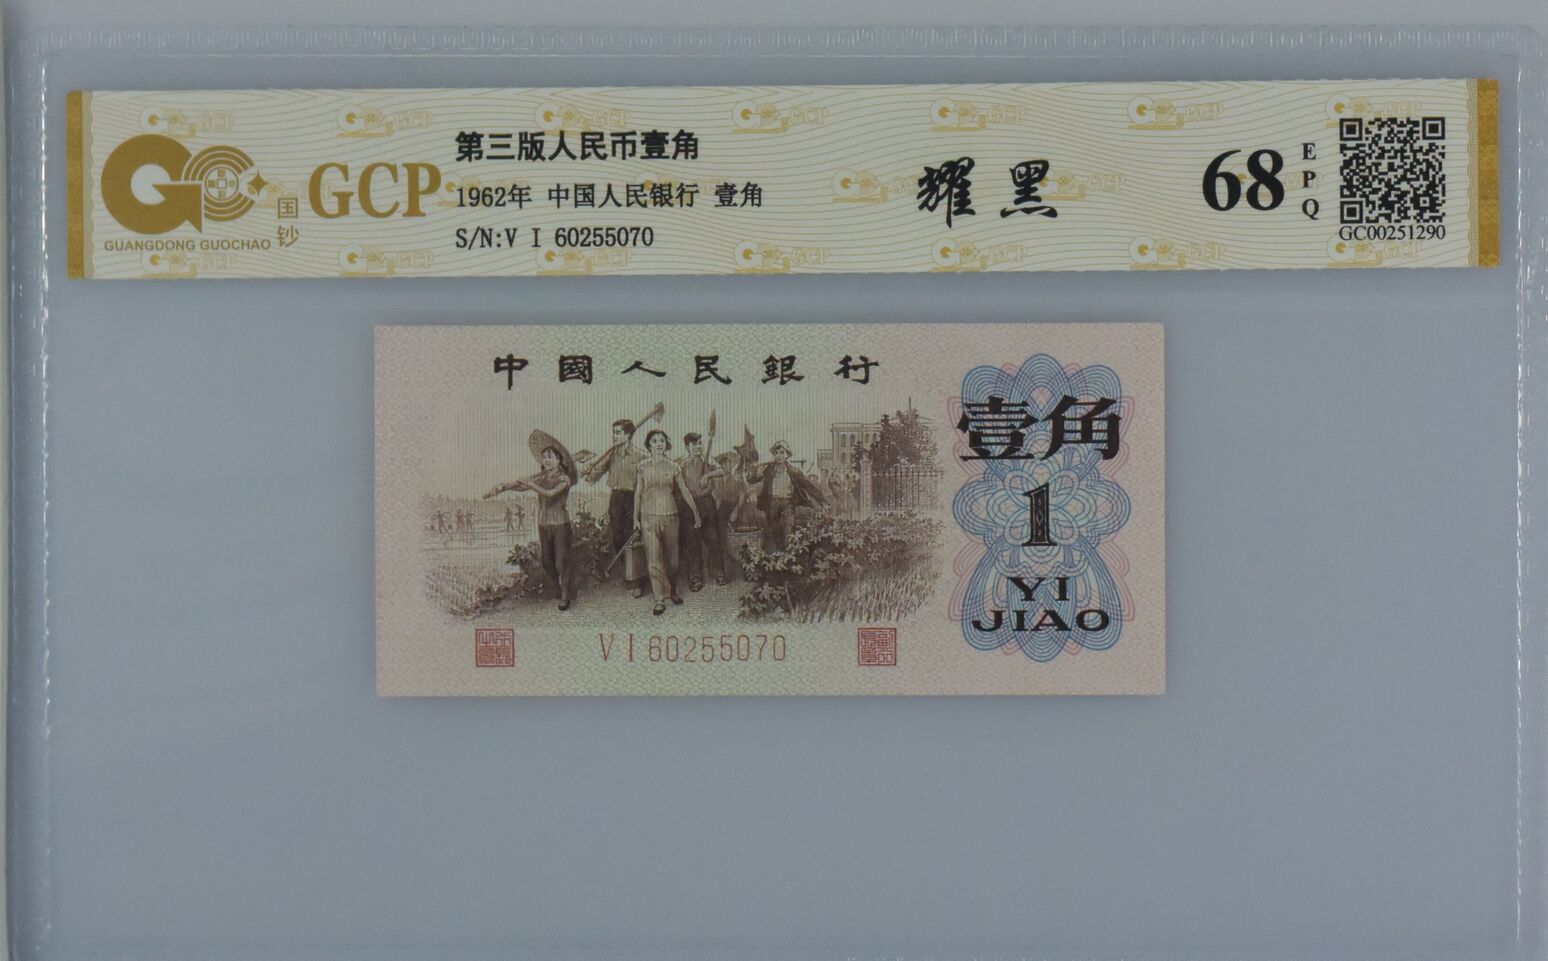 GUANGDONG GUOCHAO
国钞
GCP
第三版人民币壹角
1962年 中国人民银行 壹角
S/N:V I 60255070
耀黑
68
EPQ
GC00251290
中國人民銀行
壹角
1
YI
JIAO
V I 60255070